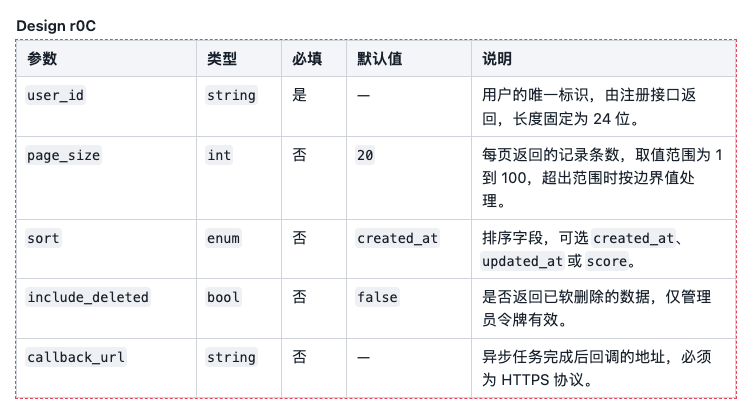 Design r0C
参数 类型 必填 默认值 说明
user_id string 是 — 用户的唯一标识，由注册接口返
回，长度固定为 24 位。
page_size int 否 20 每页返回的记录条数，取值范围为 1
到 100，超出范围时按边界值处
理。
sort enum 否 created_at 排序字段，可选 created_at、
updated_at 或 score。
include_deleted bool 否 false 是否返回已软删除的数据，仅管理
员令牌有效。
callback_url string 否 — 异步任务完成后回调的地址，必须
为 HTTPS 协议。